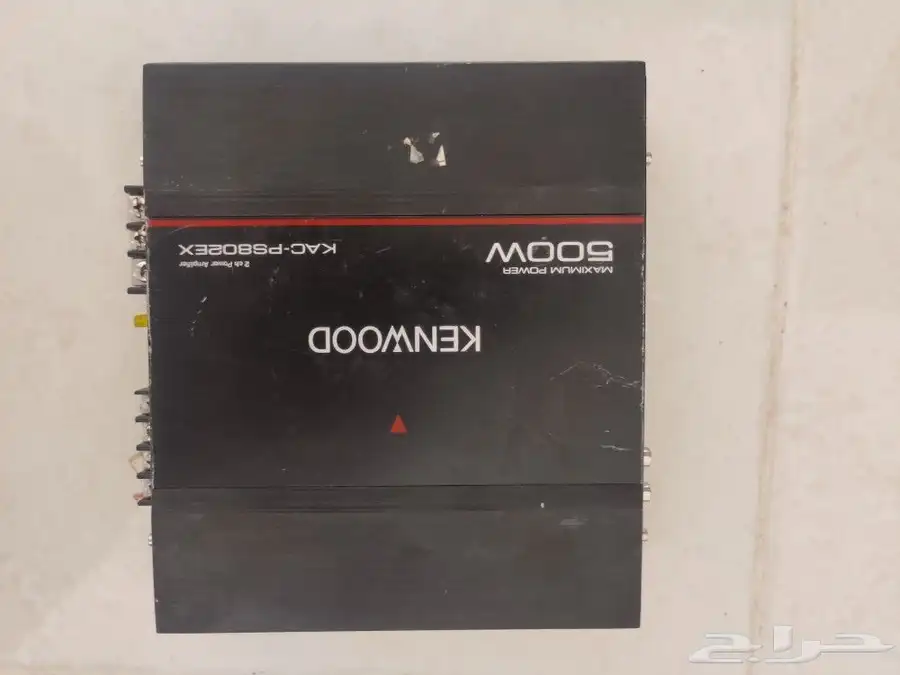 KENWOOD
MAXIMUM POWER
500W
2 ch Power Amplifier
KAC-PS802EX
حراج